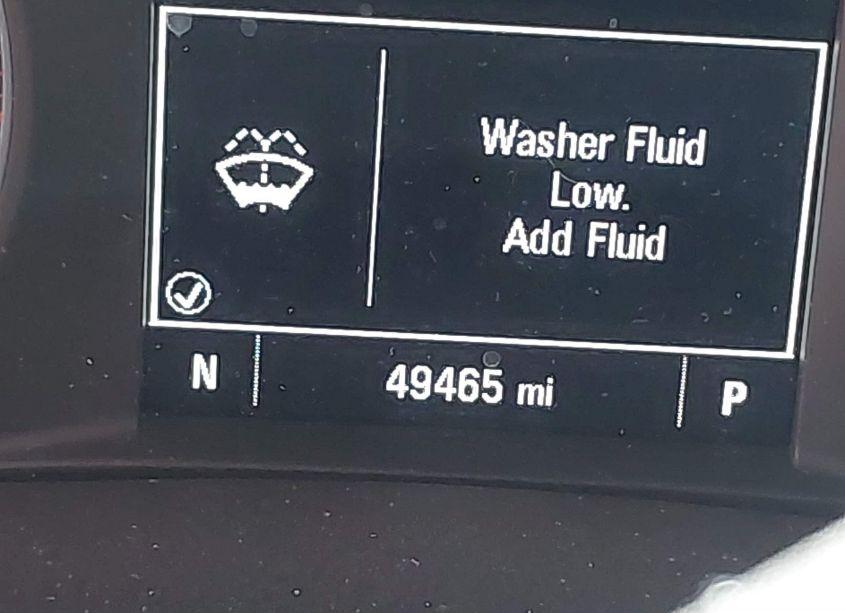 Washer Fluid
Low.
Add Fluid
N 49465 mi P